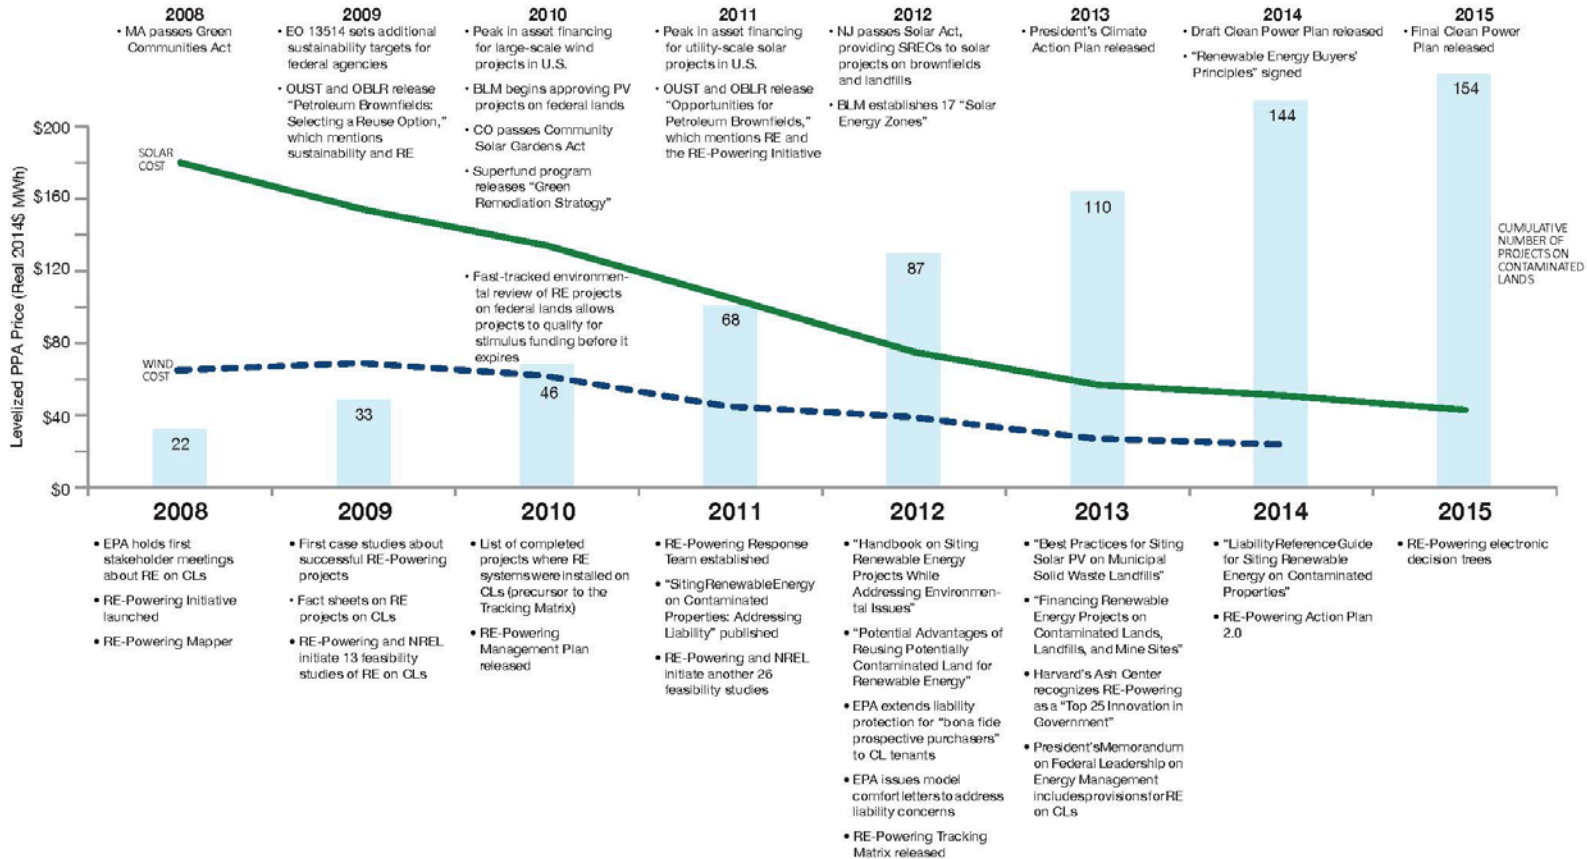 2008
• MA passes Green
Communities Act
2009
• EO 13514 sets additional
sustainability targets for
federal agencies
• OUST and OBLR release
“Petroleum Brownfields:
Selecting a Reuse Option,”
which mentions
sustainability and RE
2010
• Peak in asset financing
for large-scale wind
projects in U.S.
• BLM begins approving PV
projects on federal lands
• CO passes Community
Solar Gardens Act
• Superfund program
releases “Green
Remediation Strategy”
• Fast-tracked environmen-
tal review of RE projects
on federal lands allows
projects to qualify for
stimulus funding before it
expires
2011
• Peak in asset financing
for utility-scale solar
projects in U.S.
• OUST and OBLR release
“Opportunities for
Petroleum Brownfields,”
which mentions RE and
the RE-Powering Initiative
2012
• NJ passes Solar Act,
providing SRECs to solar
projects on brownfields
and landfills
• BLM establishes 17 “Solar
Energy Zones”
2013
• President’s Climate
Action Plan released
2014
• Draft Clean Power Plan released
• “Renewable Energy Buyers’
Principles” signed
2015
• Final Clean Power
Plan released
Levelized PPA Price (Real 2014$ MWh)
$200
$160
$120
$80
$40
$0
SOLAR
COST
WIND
COST
22
33
46
68
87
110
144
154
CUMULATIVE
NUMBER OF
PROJECTS ON
CONTAMINATED
LANDS
2008
• EPA holds first
stakeholder meetings
about RE on CLs
• RE-Powering Initiative
launched
• RE-Powering Mapper
2009
• First case studies about
successful RE-Powering
projects
• Fact sheets on RE
projects on CLs
• RE-Powering and NREL
initiate 13 feasibility
studies of RE on CLs
2010
• List of completed
projects where RE
systems were installed on
CLs (precursor to the
Tracking Matrix)
• RE-Powering
Management Plan
released
2011
• RE-Powering Response
Team established
• “Siting Renewable Energy
on Contaminated
Properties: Addressing
Liability” published
• RE-Powering and NREL
initiate another 26
feasibility studies
2012
• “Handbook on Siting
Renewable Energy
Projects While
Addressing Environmen-
tal Issues”
• “Potential Advantages of
Reusing Potentially
Contaminated Land for
Renewable Energy”
• EPA extends liability
protection for “bona fide
prospective purchasers”
to CL tenants
• EPA issues model
comfort letters to address
liability concerns
• RE-Powering Tracking
Matrix released
2013
• “Best Practices for Siting
Solar PV on Municipal
Solid Waste Landfills”
• “Financing Renewable
Energy Projects on
Contaminated Lands,
Landfills, and Mine Sites”
• Harvard’s Ash Center
recognizes RE-Powering
as a “Top 25 Innovation in
Government”
• President’s Memorandum
on Federal Leadership on
Energy Management
includes provisions for RE
on CLs
2014
• “Liability Reference Guide
for Siting Renewable
Energy on Contaminated
Properties”
• RE-Powering Action Plan
2.0
2015
• RE-Powering electronic
decision trees